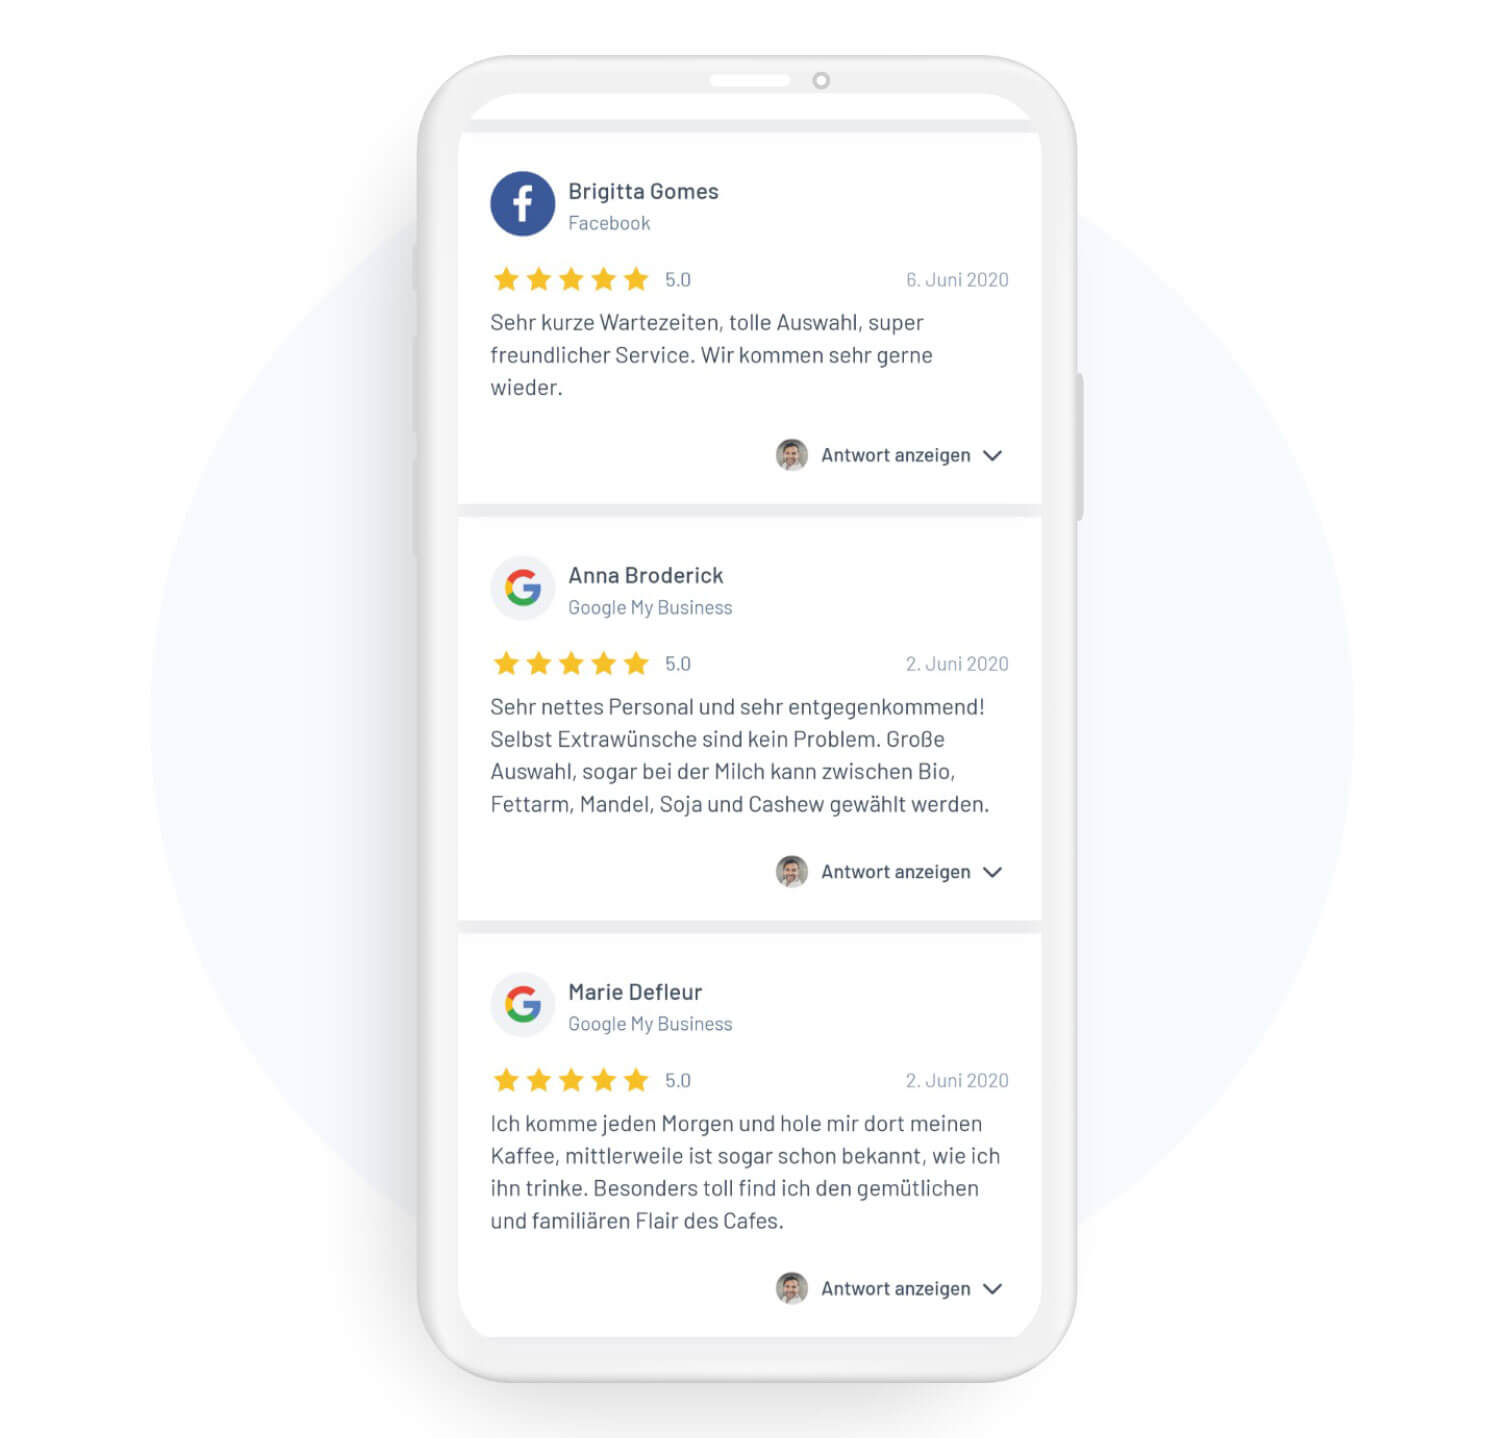 Brigitta Gomes
Facebook
5.0
6. Juni 2020
Sehr kurze Wartezeiten, tolle Auswahl, super
freundlicher Service. Wir kommen sehr gerne
wieder.
Antwort anzeigen
Anna Broderick
Google My Business
5.0
2. Juni 2020
Sehr nettes Personal und sehr entgegenkommend!
Selbst Extrawünsche sind kein Problem. Große
Auswahl, sogar bei der Milch kann zwischen Bio,
Fettarm, Mandel, Soja und Cashew gewählt werden.
Antwort anzeigen
Marie Defleur
Google My Business
5.0
2. Juni 2020
Ich komme jeden Morgen und hole mir dort meinen
Kaffee, mittlerweile ist sogar schon bekannt, wie ich
ihn trinke. Besonders toll find ich den gemütlichen
und familiären Flair des Cafes.
Antwort anzeigen